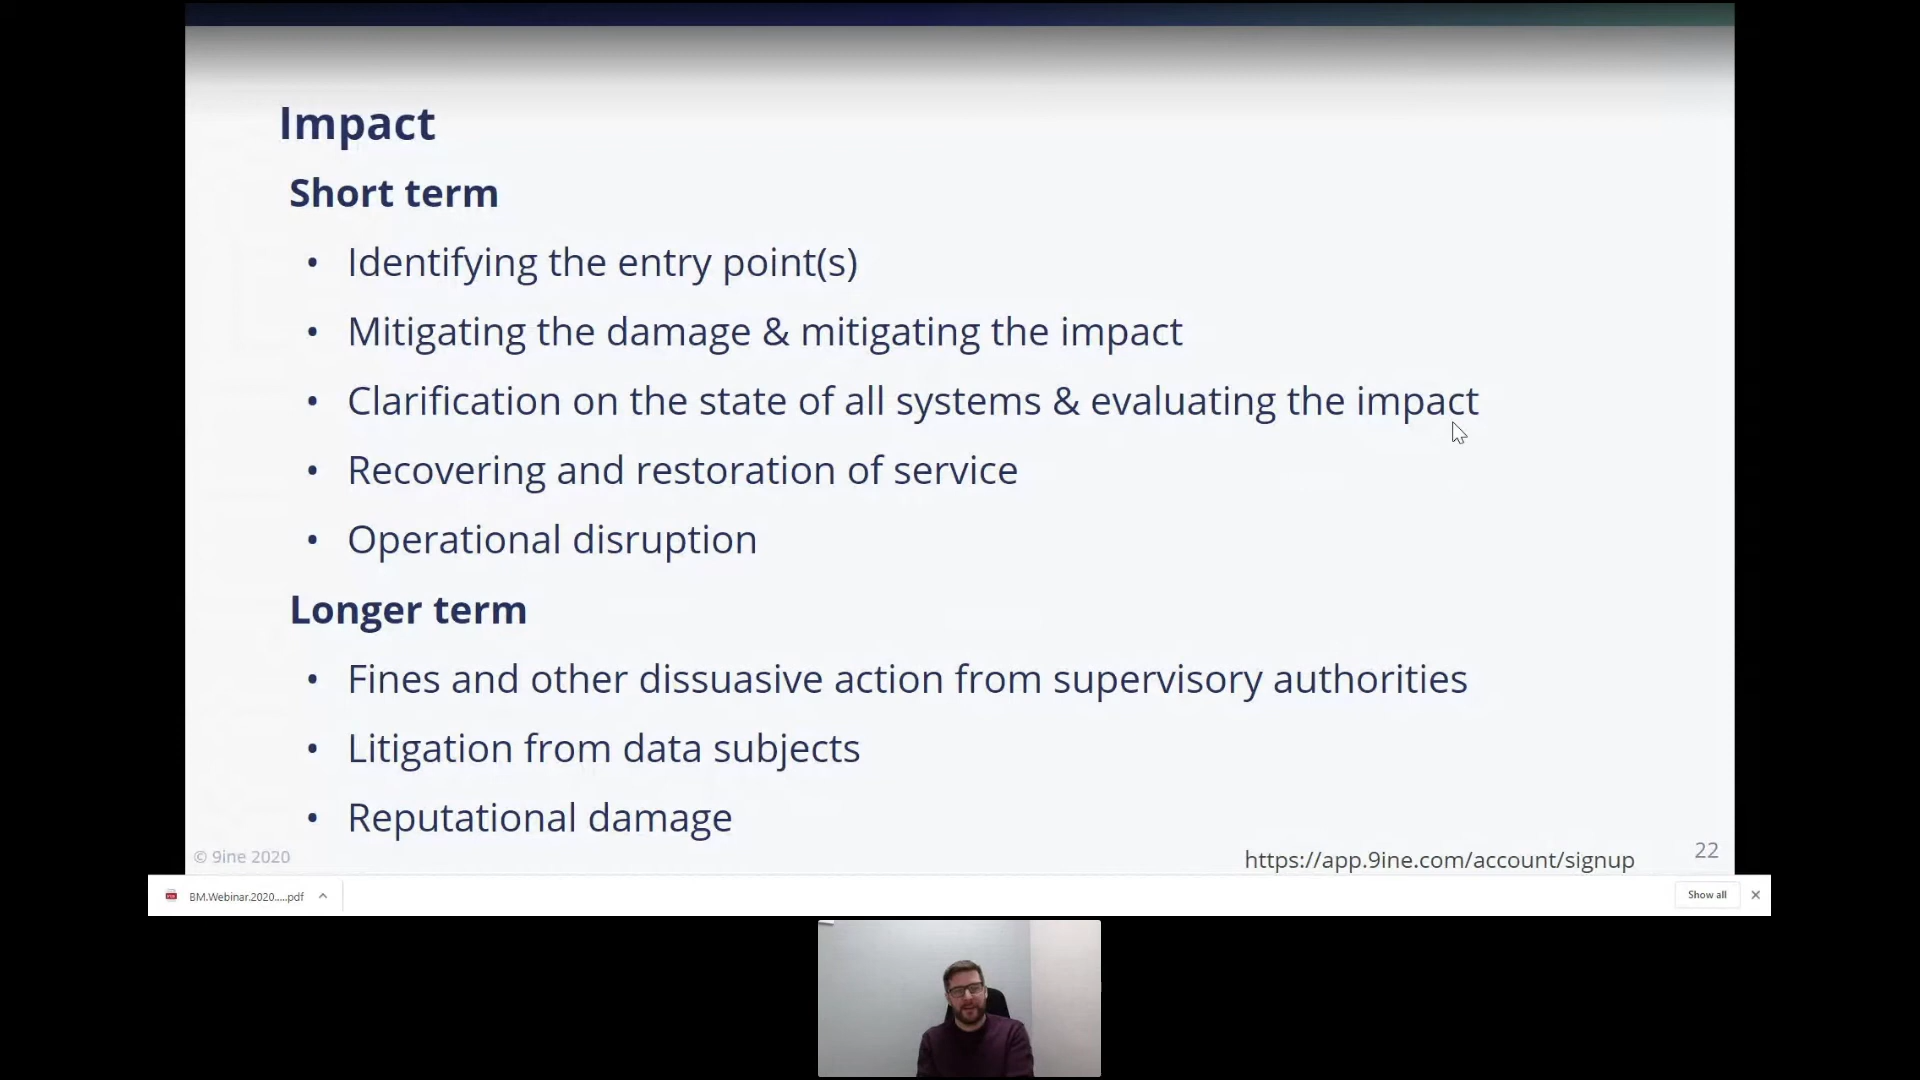 Impact
Short term
• Identifying the entry point(s)
• Mitigating the damage & mitigating the impact
• Clarification on the state of all systems & evaluating the impact
• Recovering and restoration of service
• Operational disruption
Longer term
• Fines and other dissuasive action from supervisory authorities
• Litigation from data subjects
• Reputational damage
© 9ine 2020
https://app.9ine.com/account/signup
22
BM.Webinar.2020.....pdf
Show all